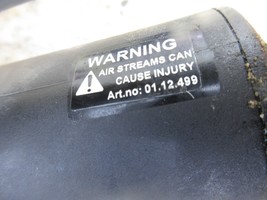 WARNING
AIR STREAMS CAN
CAUSE INJURY
Art.no: 01.12.499